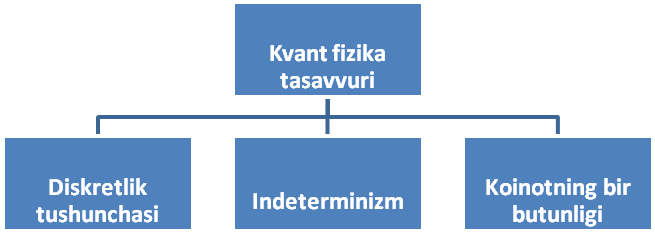 Kvant fizika
tasavvuri
Diskretlik
tushunchasi
Indeterminizm
Koinotning bir
butunligi